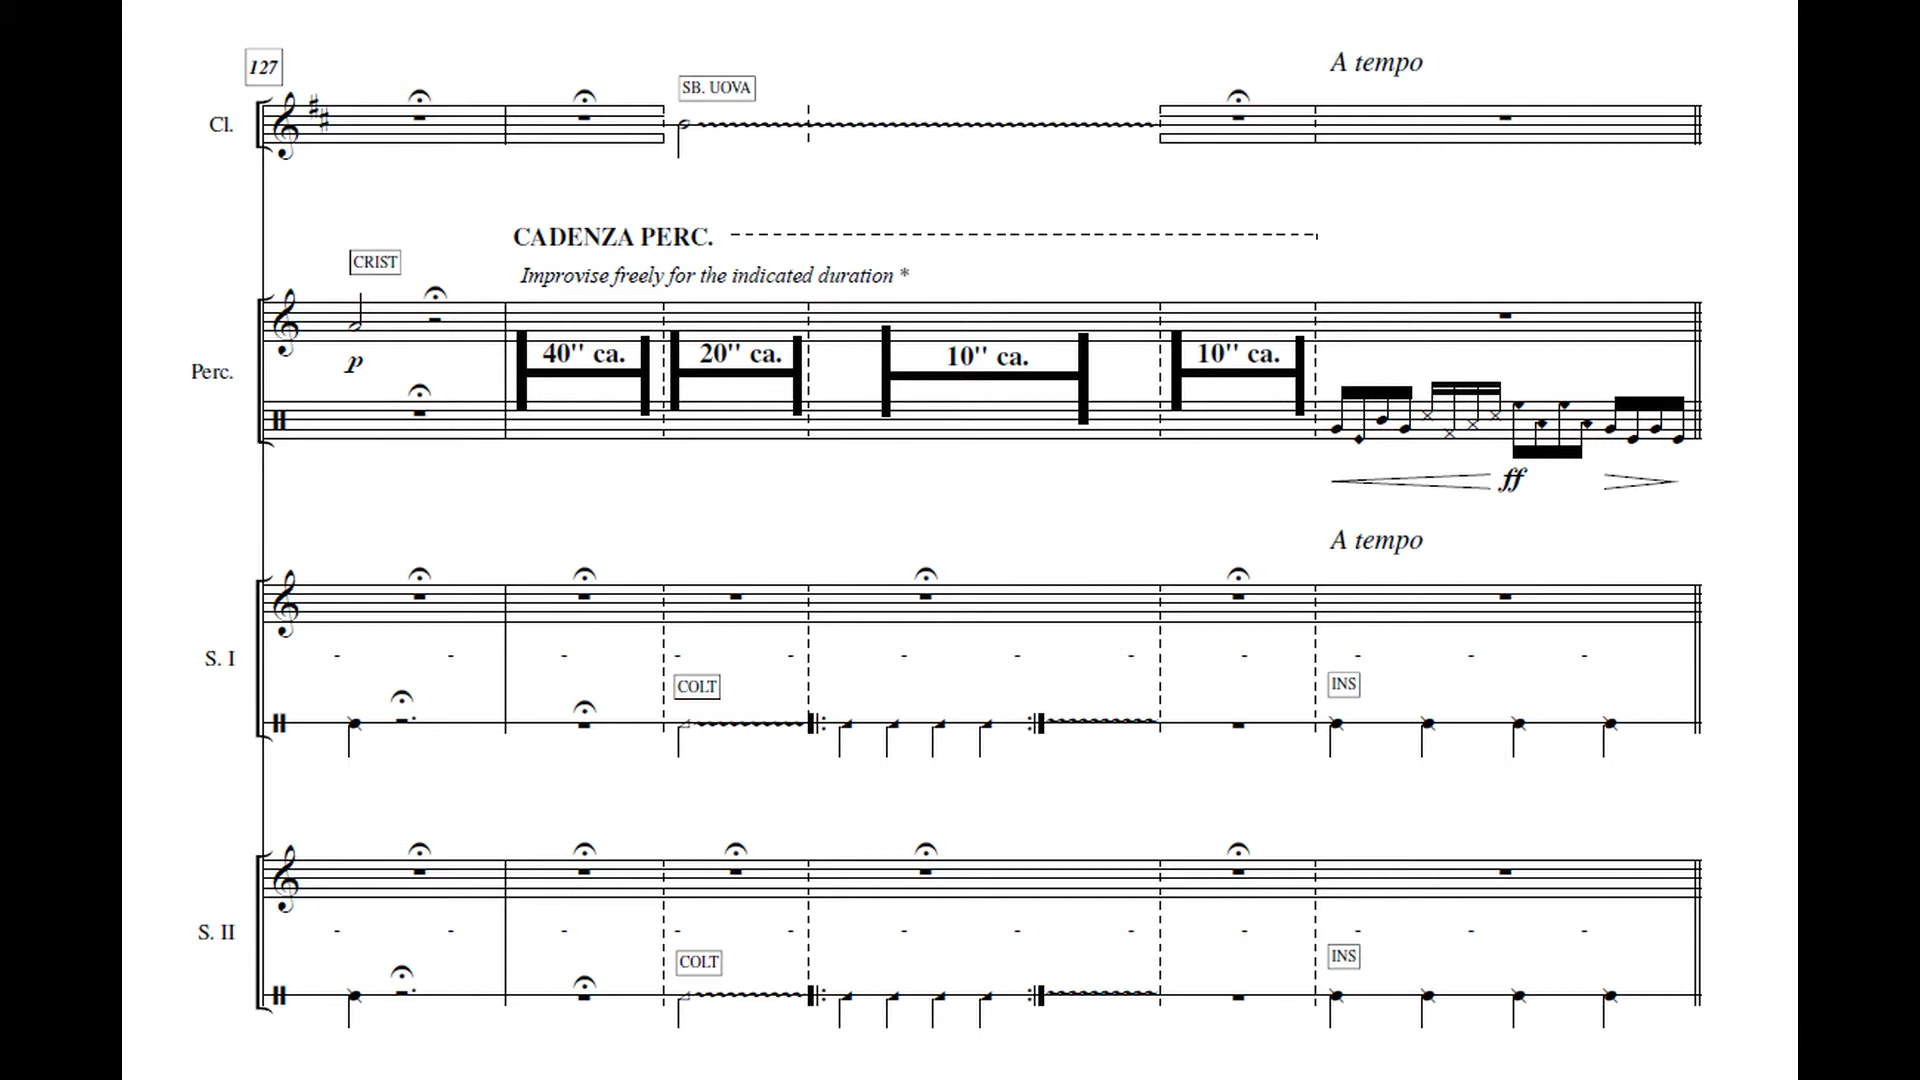 127
A tempo
SB. UOVA
Cl.
CADENZA PERC.
CRIST
Improvise freely for the indicated duration *
p
40" ca.
20" ca.
10" ca.
10" ca.
Perc.
ff
A tempo
S. I
- - - - - - - - - - - -
COLT
INS
S. II
- - - - - - - - - - - -
COLT
INS